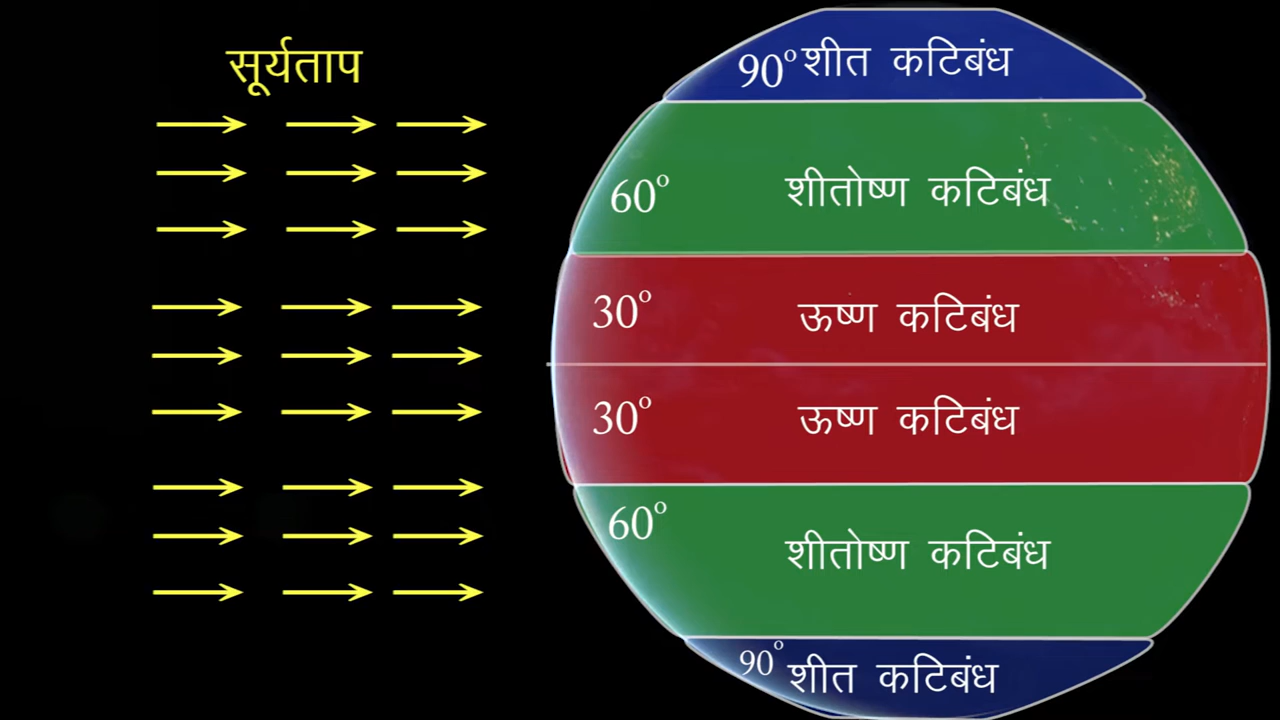 सूर्यताप
90° शीत कटिबंध
60° शीतोष्ण कटिबंध
30° ऊष्ण कटिबंध
30° ऊष्ण कटिबंध
60° शीतोष्ण कटिबंध
90° शीत कटिबंध